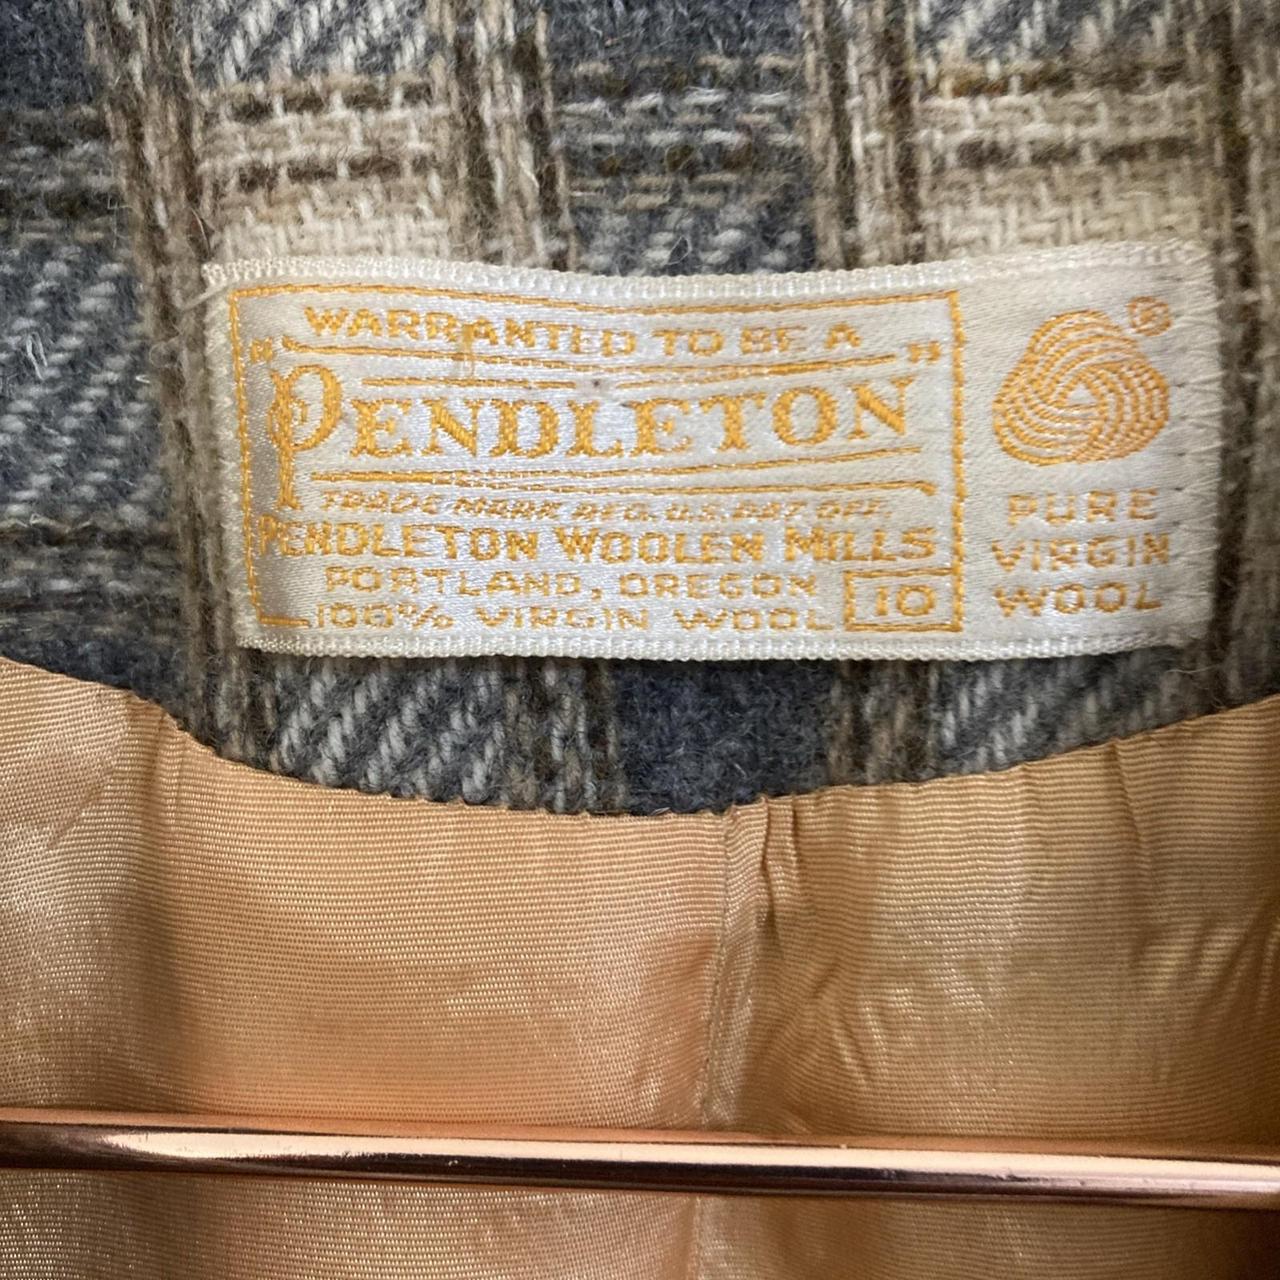 WARRANTED TO BE A
"PENDLETON"
TRADE MARK REG. U.S. PAT. OFF.
PENDLETON WOOLEN MILLS
PORTLAND, OREGON
100% VIRGIN WOOL
10
®
PURE
VIRGIN
WOOL